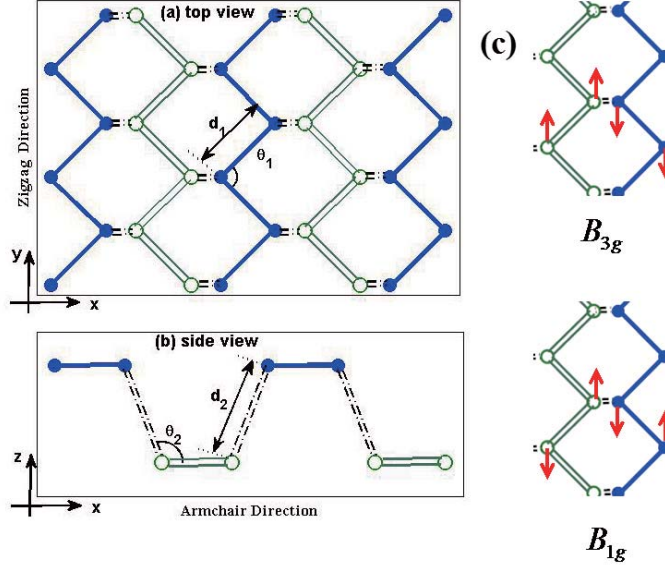 (a) top view
(c)
d1
θ1
Zigzag Direction
y
x
B3g
(b) side view
d2
θ2
z
x
Armchair Direction
B1g